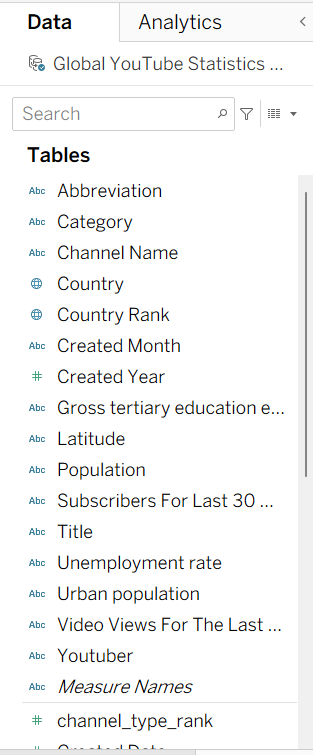 Data Analytics
Global YouTube Statistics ...
Search
Tables
Abc Abbreviation
Abc Category
Abc Channel Name
Country
Country Rank
Abc Created Month
# Created Year
Abc Gross tertiary education e...
Abc Latitude
Abc Population
Abc Subscribers For Last 30 ...
Abc Title
Abc Unemployment rate
Abc Urban population
Abc Video Views For The Last ...
Abc Youtuber
Abc Measure Names
# channel_type_rank
# Created Date